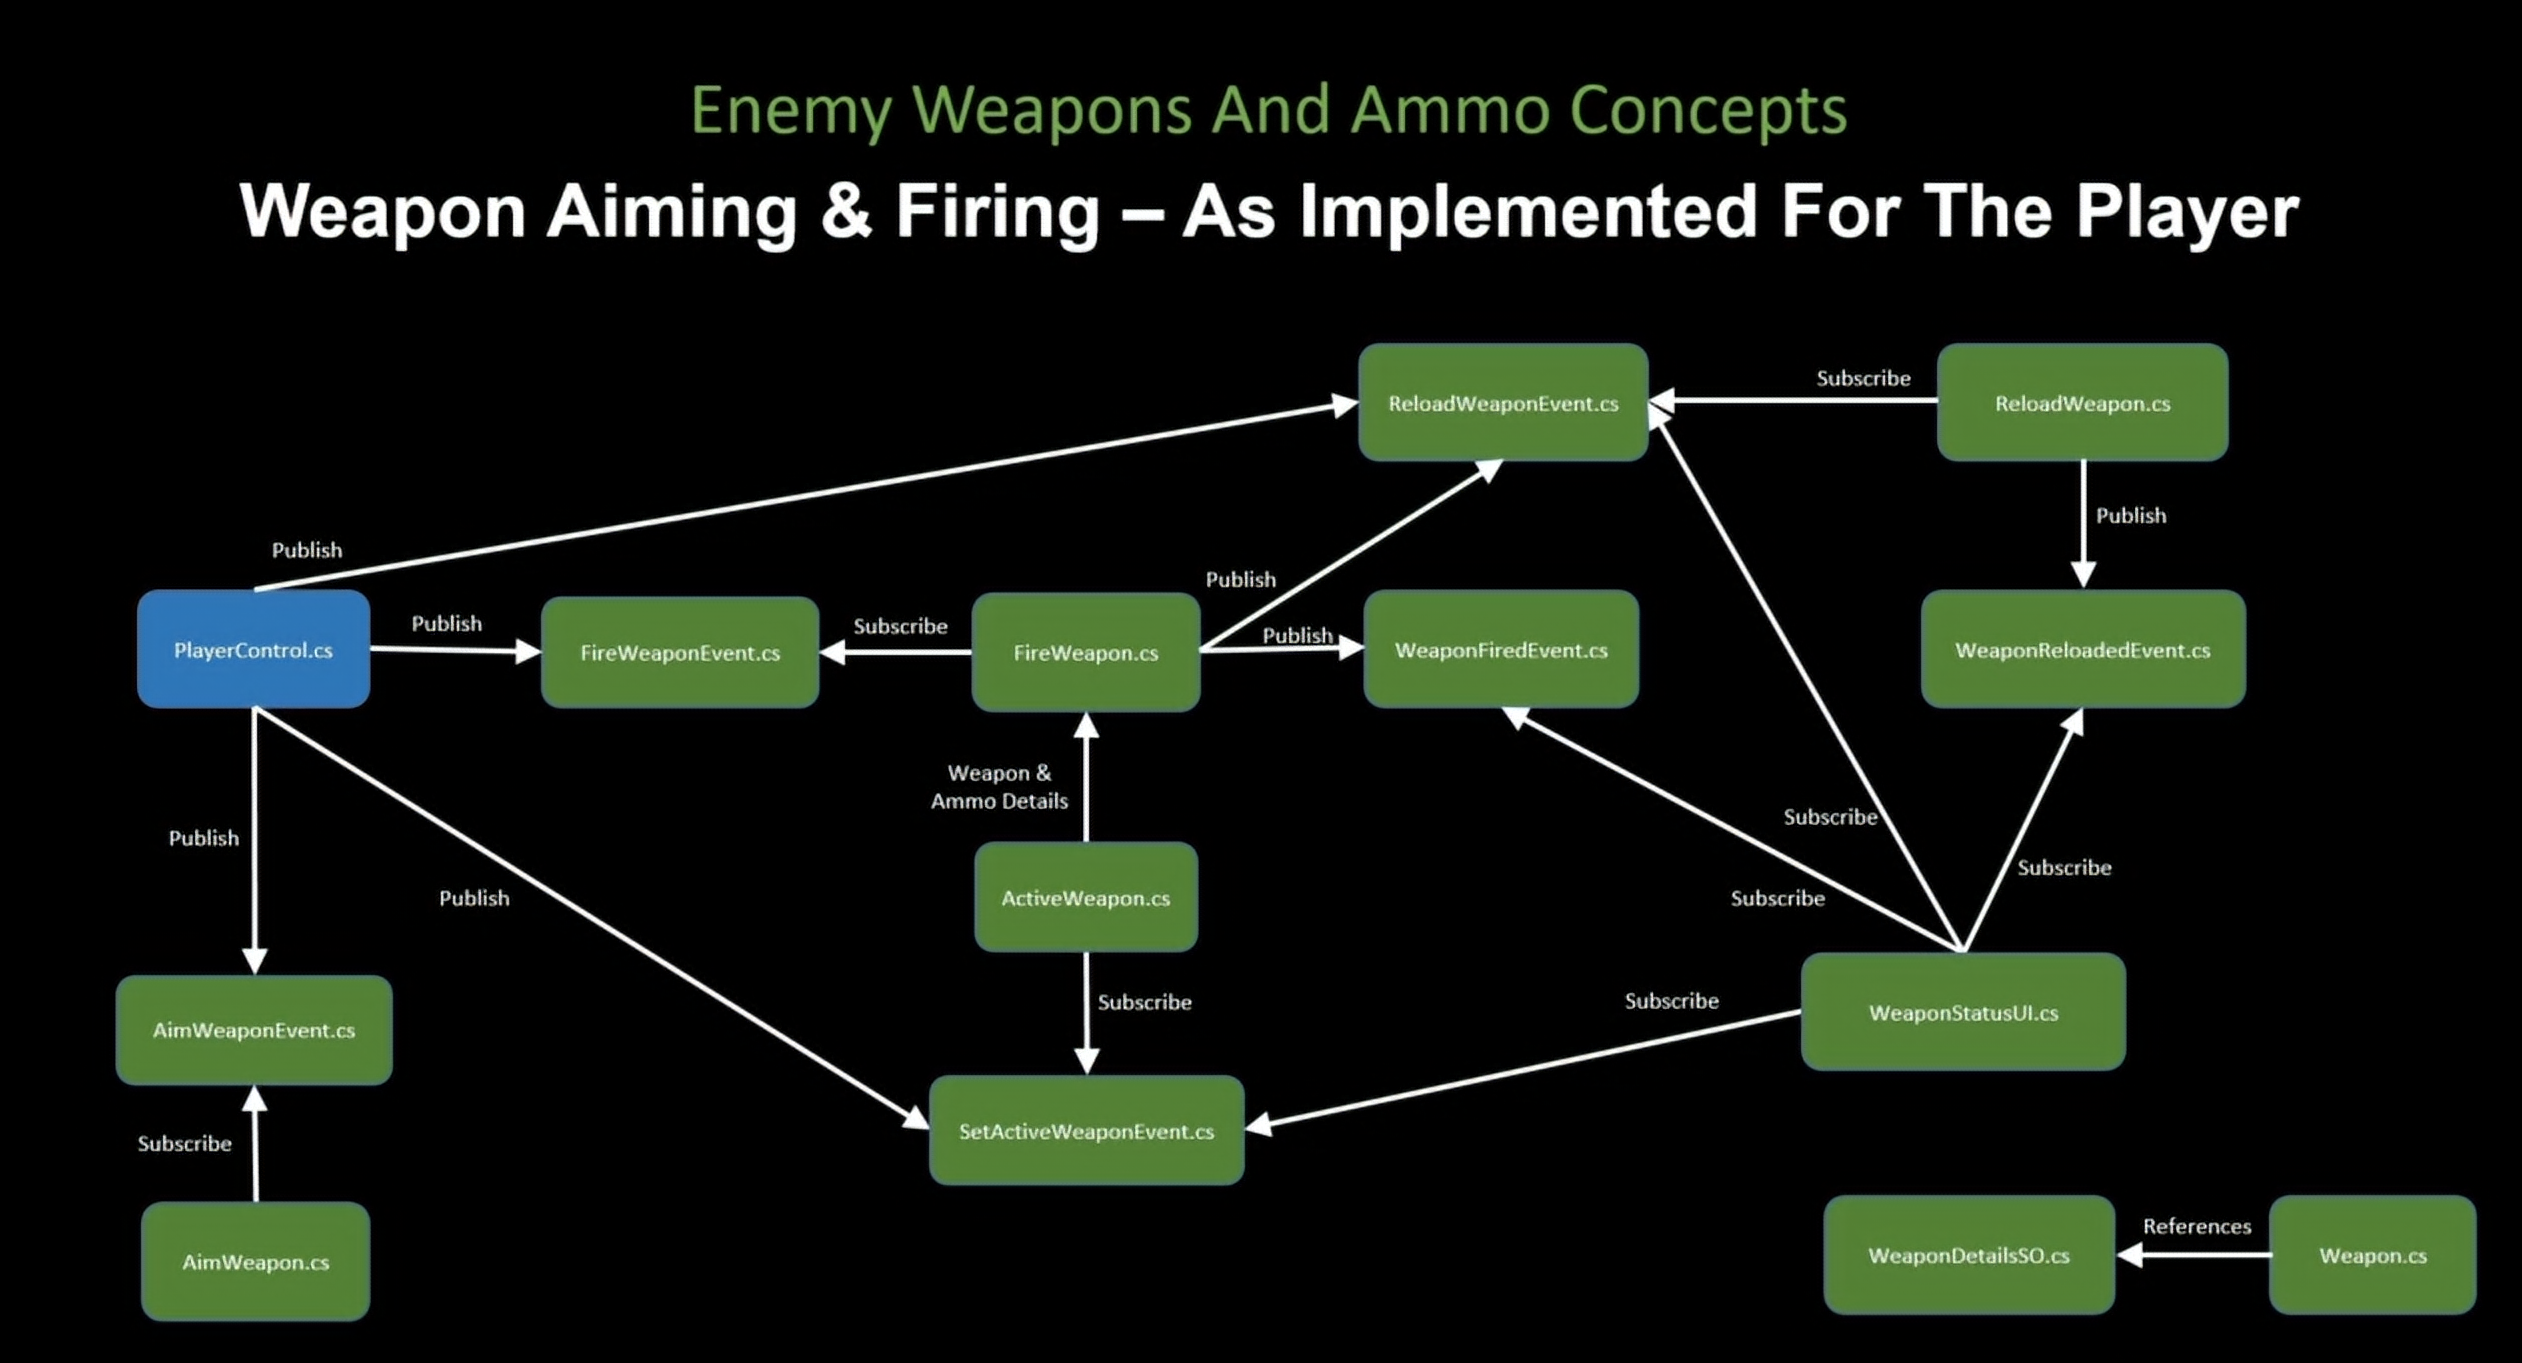 Enemy Weapons And Ammo Concepts
Weapon Aiming & Firing – As Implemented For The Player
ReloadWeaponEvent.cs
Subscribe
ReloadWeapon.cs
Publish
Publish
Publish
PlayerControl.cs
Publish
FireWeaponEvent.cs
Subscribe
FireWeapon.cs
Publish
WeaponFiredEvent.cs
WeaponReloadedEvent.cs
Weapon &
Ammo Details
Subscribe
Publish
Subscribe
Publish
ActiveWeapon.cs
Subscribe
AimWeaponEvent.cs
Subscribe
Subscribe
WeaponStatusUI.cs
Subscribe
SetActiveWeaponEvent.cs
AimWeapon.cs
WeaponDetailsSO.cs
References
Weapon.cs